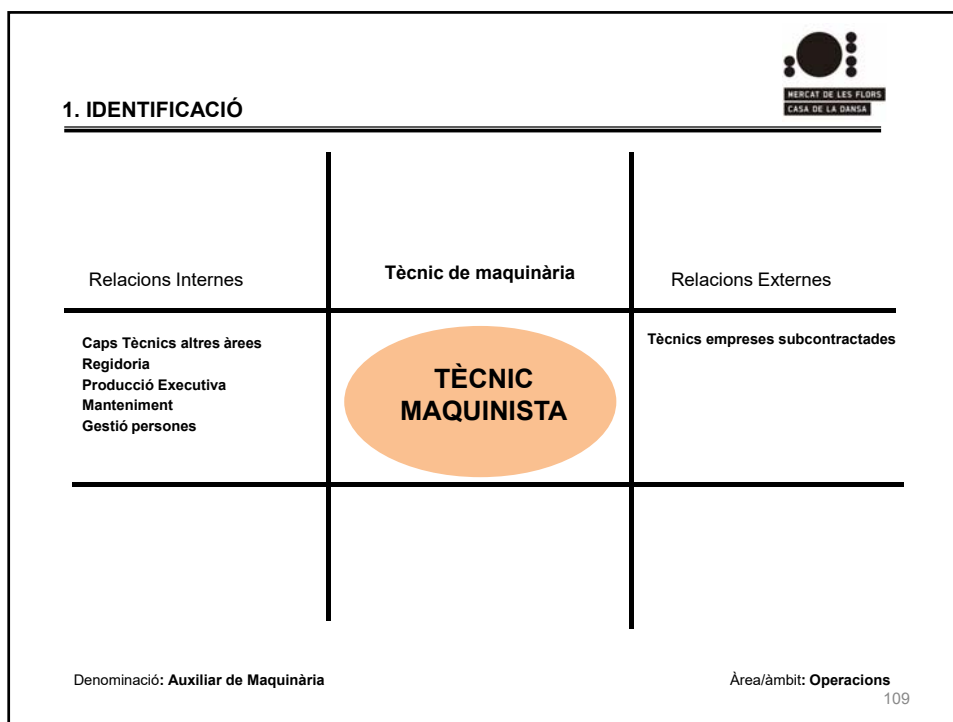 MERCAT DE LES FLORS
CASA DE LA DANSA
1. IDENTIFICACIÓ
Relacions Internes
Tècnic de maquinària
Relacions Externes
Caps Tècnics altres àrees
Regidoria
Producció Executiva
Manteniment
Gestió persones
TÈCNIC
MAQUINISTA
Tècnics empreses subcontractades
Denominació: Auxiliar de Maquinària
Àrea/àmbit: Operacions
109